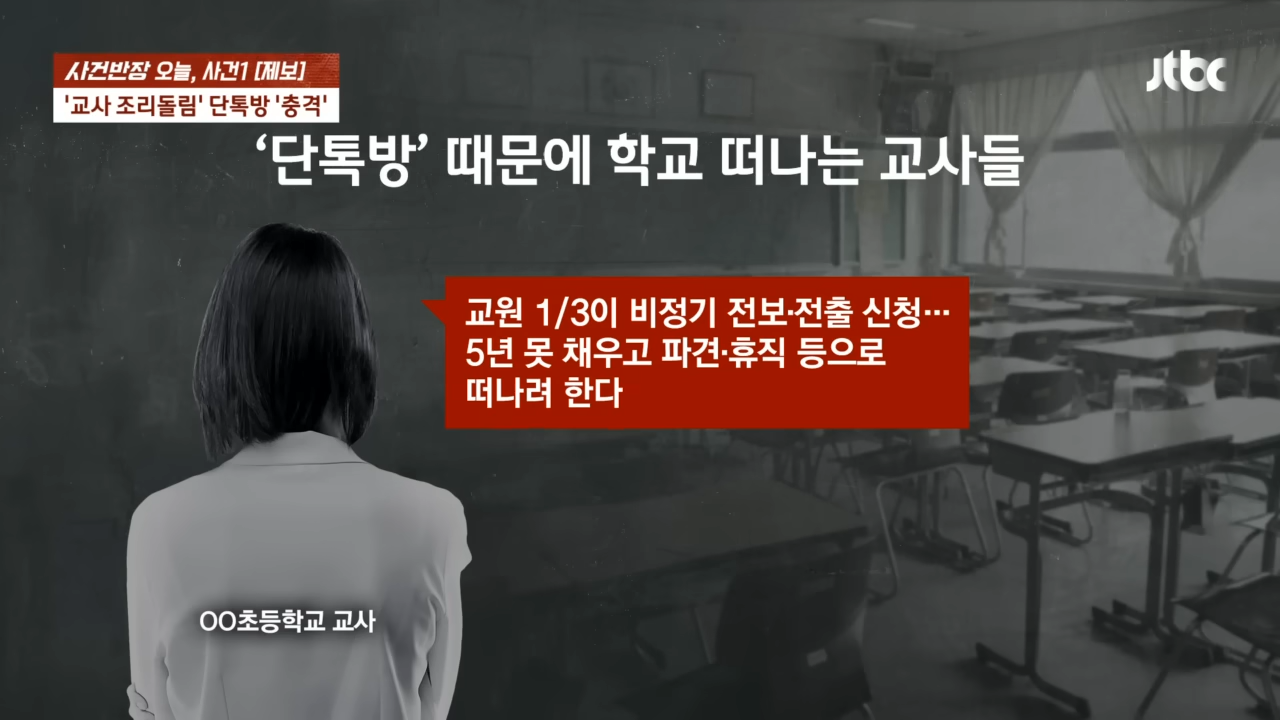 사건반장 오늘, 사건1 [제보]
'교사 조리돌림' 단톡방 '충격'
jtbc
‘단톡방’ 때문에 학교 떠나는 교사들
교원 1/3이 비정기 전보·전출 신청…
5년 못 채우고 파견·휴직 등으로
떠나려 한다
OO초등학교 교사